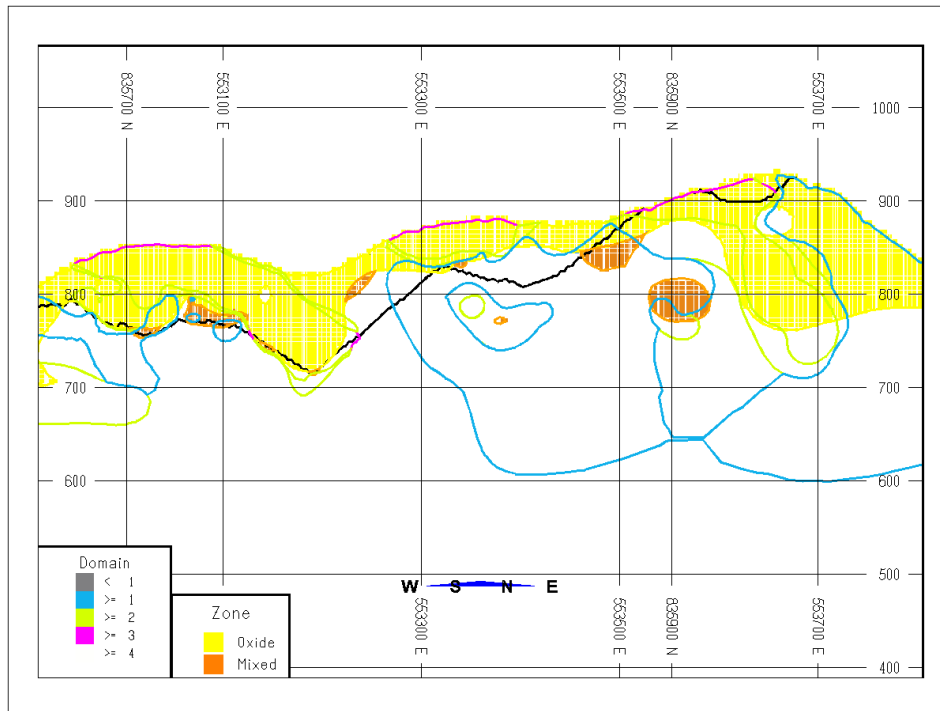 835700 N
553100 E
553300 E
553500 E
835900 N
553700 E
1000
900
900
800
800
700
700
600
600
500
400
W S N E
553300 E
553500 E
835900 N
553700 E
Domain
< 1
>= 1
>= 2
>= 3
>= 4
Zone
Oxide
Mixed